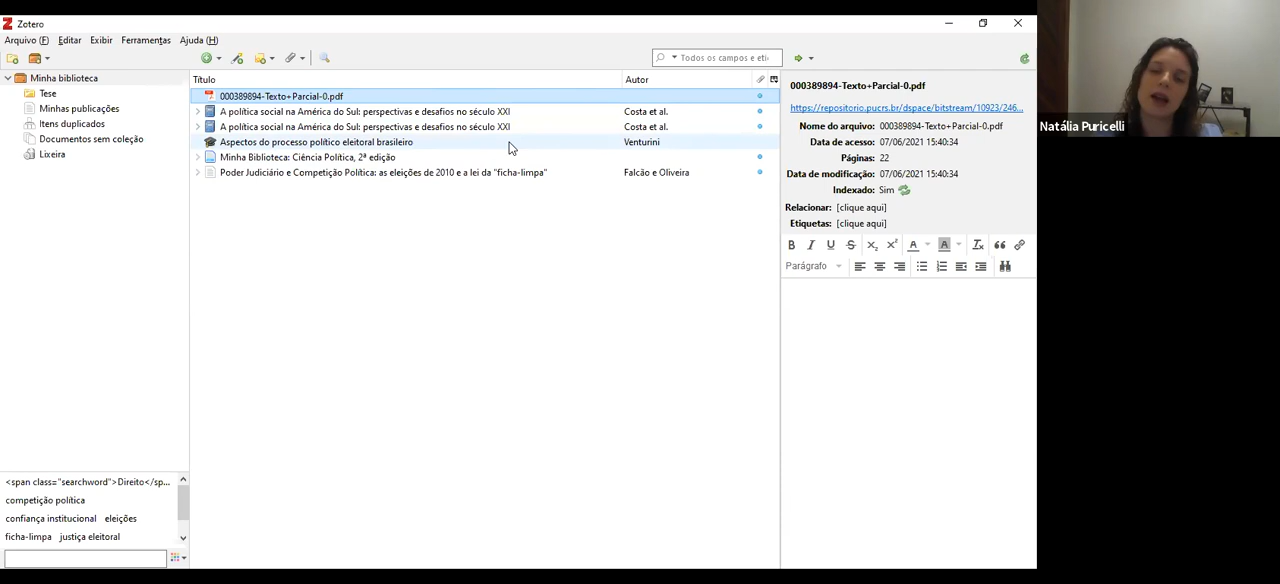 Zotero
Arquivo (F) Editar Exibir Ferramentas Ajuda (H)
Todos os campos e eti
Minha biblioteca
Tese
Minhas publicações
Itens duplicados
Documentos sem coleção
Lixeira
Título Autor
000389894-Texto+Parcial-0.pdf
A política social na América do Sul: perspectivas e desafios no século XXI Costa et al.
A política social na América do Sul: perspectivas e desafios no século XXI Costa et al.
Aspectos do processo político eleitoral brasileiro Venturini
Minha Biblioteca: Ciência Política, 2ª edição
Poder Judiciário e Competição Política: as eleições de 2010 e a lei da "ficha-limpa" Falcão e Oliveira
<span class="searchword">Direito</sp...
competição política
confiança institucional eleições
ficha-limpa justiça eleitoral
000389894-Texto+Parcial-0.pdf
https://repositorio.pucrs.br/dspace/bitstream/10923/246...
Nome do arquivo: 000389894-Texto+Parcial-0.pdf
Data de acesso: 07/06/2021 15:40:34
Páginas: 22
Data de modificação: 07/06/2021 15:40:34
Indexado: Sim
Relacionar: [clique aqui]
Etiquetas: [clique aqui]
B I U S X₂ X² A A Tx
Parágrafo
Natália Puricelli